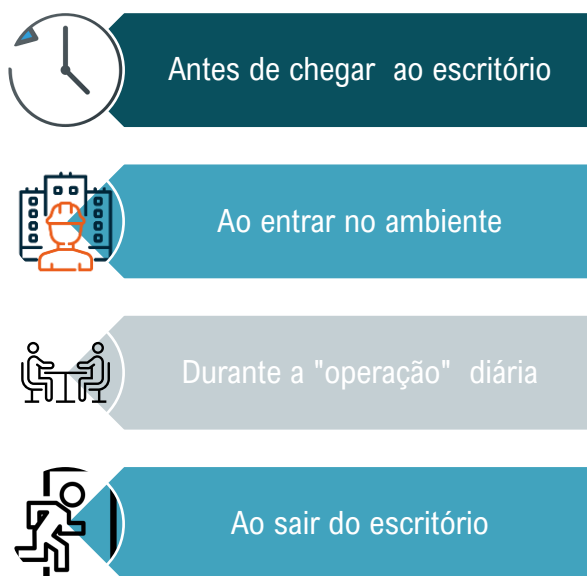 Antes de chegar ao escritório
Ao entrar no ambiente
Durante a "operação" diária
Ao sair do escritório